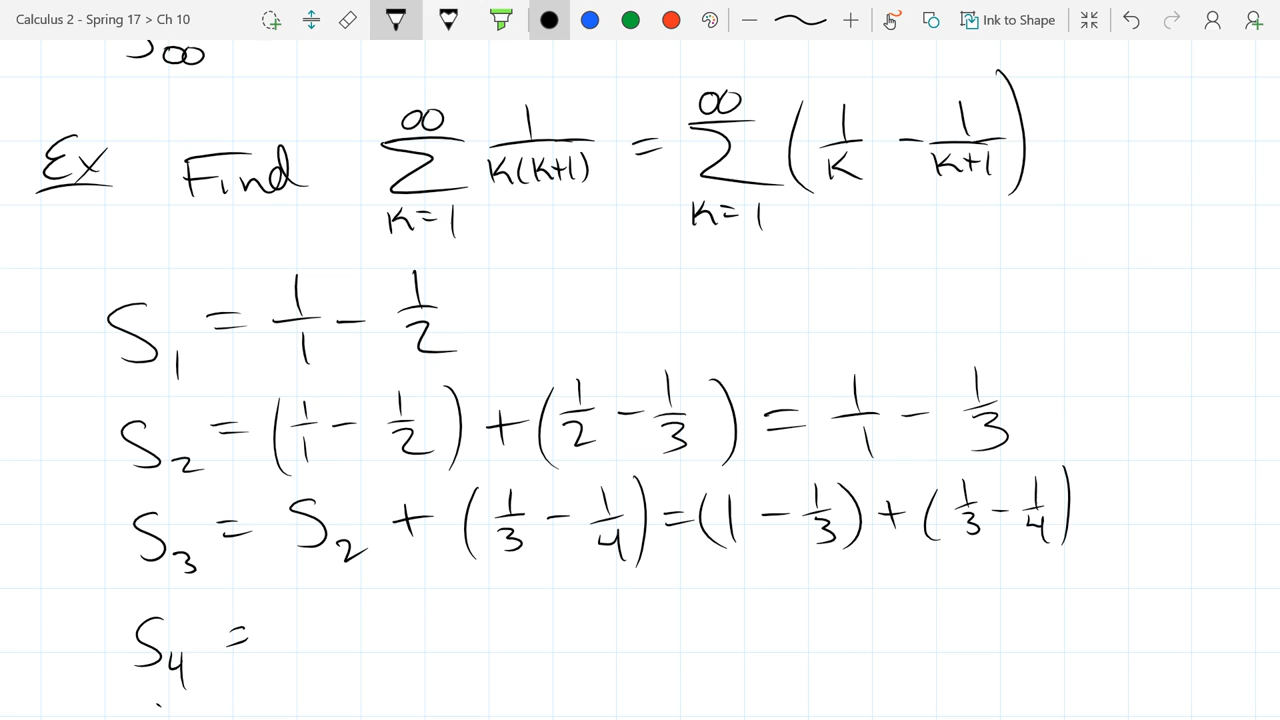 Calculus 2 - Spring 17 > Ch 10 Ink to Shape
S∞
Ex Find ∞∑k=1 1/(k(k+1)) = ∞∑k=1 (1/k - 1/(k+1))
S₁ = 1/1 - 1/2
S₂ = (1/1 - 1/2) + (1/2 - 1/3) = 1/1 - 1/3
S₃ = S₂ + (1/3 - 1/4) = (1 - 1/3) + (1/3 - 1/4)
S₄ =